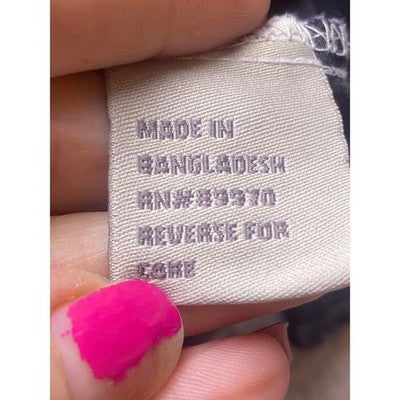 MADE IN
BANGLADESH
RN#89970
REVERSE FOR
CARE